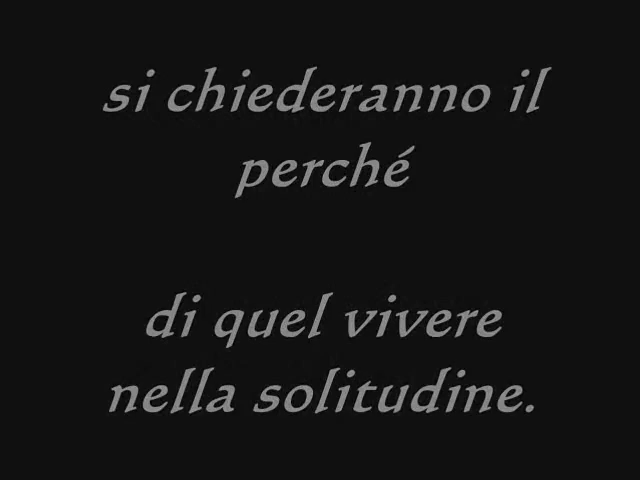 si chiederanno il
perché
di quel vivere
nella solitudine.